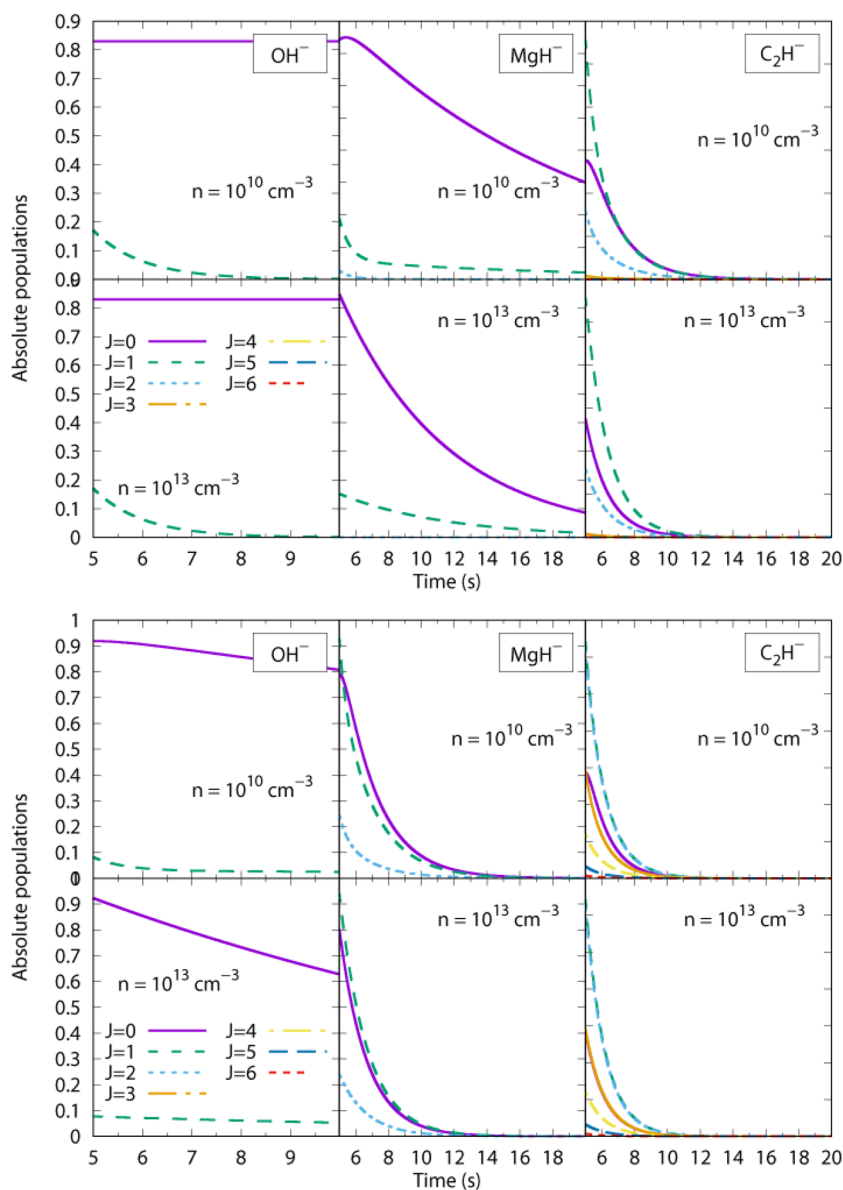 0.9
OH⁻
MgH⁻
C₂H⁻
0.8
0.7
0.6
0.5
n = 10¹⁰ cm⁻³
0.4
n = 10¹⁰ cm⁻³
n = 10¹⁰ cm⁻³
0.3
0.2
0.1
Absolute populations
0
0.9
n = 10¹³ cm⁻³
n = 10¹³ cm⁻³
0.8
0.7
J=0
J=4
0.6
J=1
J=5
0.5
J=2
J=6
J=3
0.4
0.3
0.2
n = 10¹³ cm⁻³
0.1
0
5 6 7 8 9 6 8 10 12 14 16 18 6 8 10 12 14 16 18 20
Time (s)
1
OH⁻
MgH⁻
C₂H⁻
0.9
0.8
0.7
0.6
n = 10¹⁰ cm⁻³
n = 10¹⁰ cm⁻³
0.5
0.4
n = 10¹⁰ cm⁻³
0.3
0.2
0.1
Absolute populations
0
1
n = 10¹³ cm⁻³
n = 10¹³ cm⁻³
0.9
0.8
0.7
n = 10¹³ cm⁻³
0.6
0.5
J=0
J=4
0.4
J=1
J=5
0.3
J=2
J=6
0.2
J=3
0.1
0
5 6 7 8 9 6 8 10 12 14 16 18 6 8 10 12 14 16 18 20
Time (s)